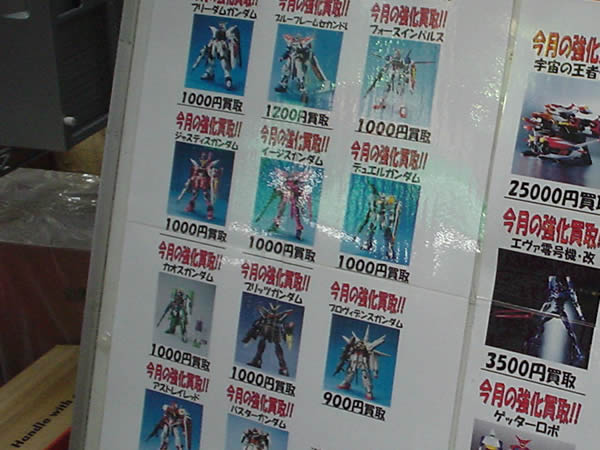 今月の強化買取!!
フリーダムガンダム
1000円買取
今月の強化買取!!
ブルーフレームセカンドL
1200円買取
今月の強化買取!!
フォースインパルス
1000円買取
今月の強化買取!!
ジャスティスガンダム
1000円買取
今月の強化買取!!
イージスガンダム
1000円買取
今月の強化買取!!
デュエルガンダム
1000円買取
今月の強化買取!!
カオスガンダム
1000円買取
今月の強化買取!!
ブリッツガンダム
1000円買取
今月の強化買取!!
プロヴィデンスガンダム
900円買取
今月の強化買取!!
アストレイレッド
今月の強化買取!!
バスターガンダム
今月の強化
宇宙の王者
25000円買取
今月の強化買取!
エヴァ零号機・改
3500円買取
今月の強化買取!!
ゲッターロボ
Handle with